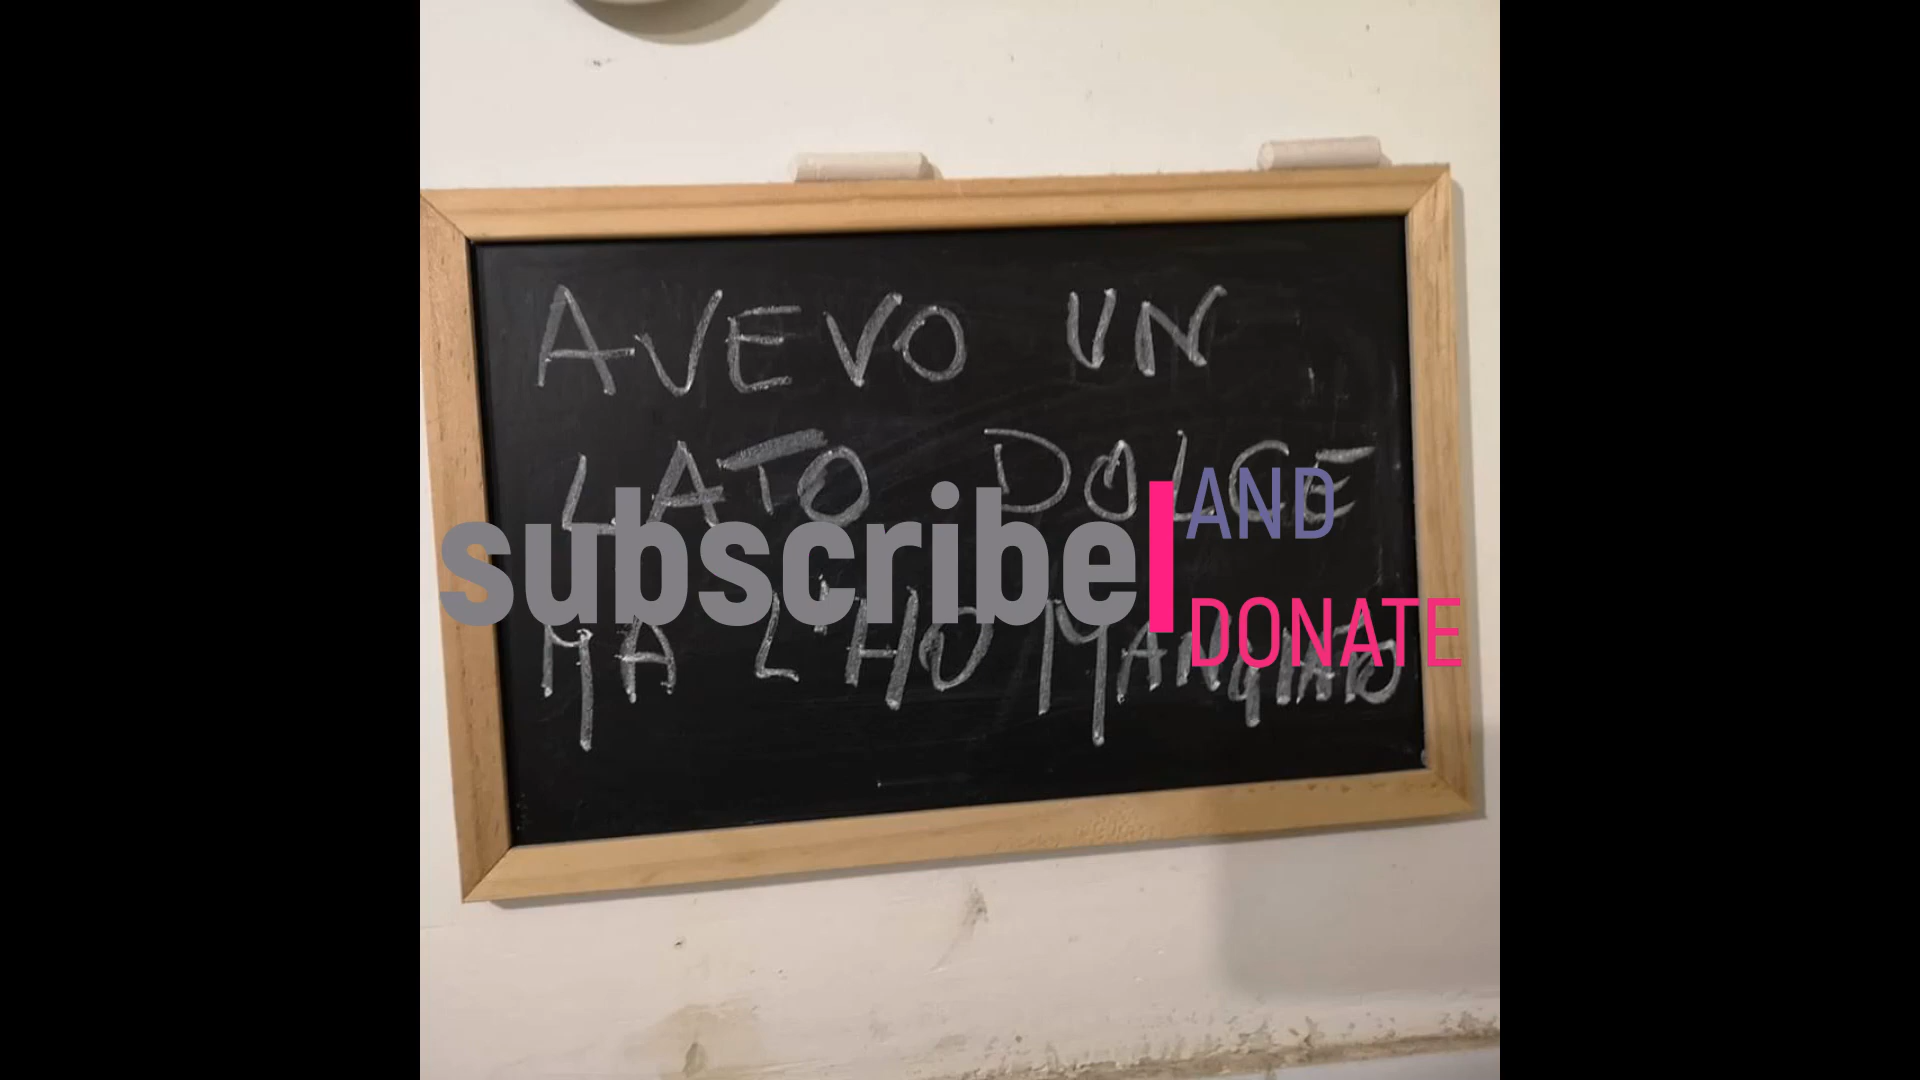 AVEVO UN
LATO DOLCE
subscribe
AND
DONATE
MA L'HO MANGIATO